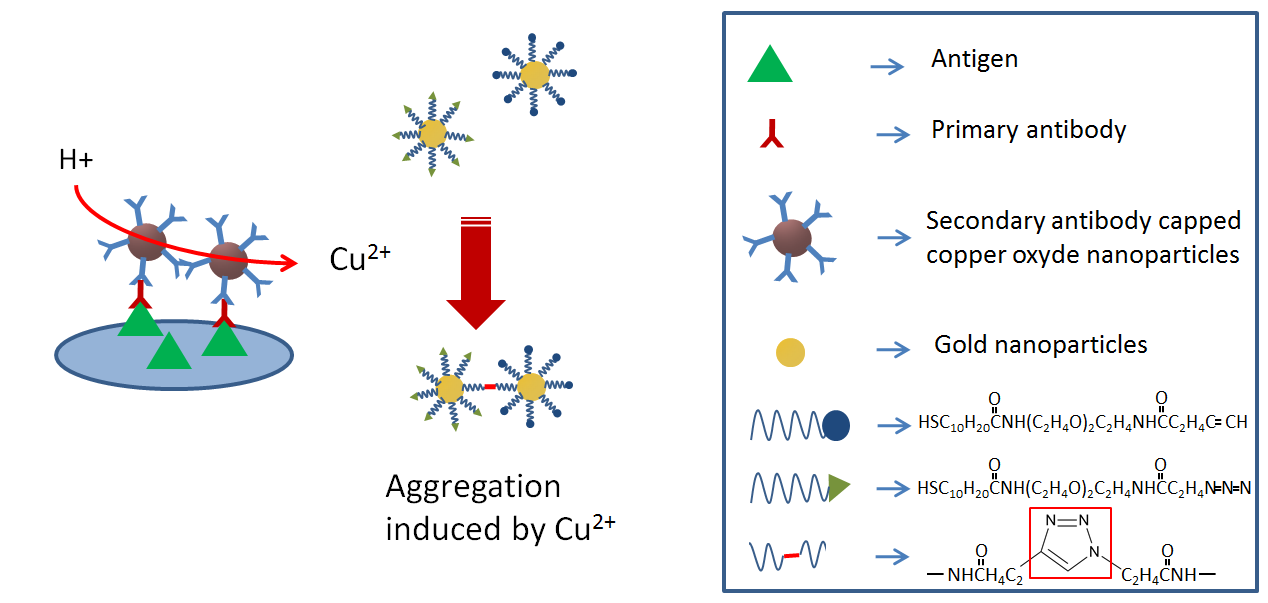 H+
Cu2+
Aggregation
induced by Cu2+
Antigen
Primary antibody
Secondary antibody capped
copper oxyde nanoparticles
Gold nanoparticles
O O
HSC10H20CNH(C2H4O)2C2H4NHCC2H4C=CH
O O
HSC10H20CNH(C2H4O)2C2H4NHCC2H4N=N=N
N=N
N
O O
—NHCCH4C2 C2H4CNH—